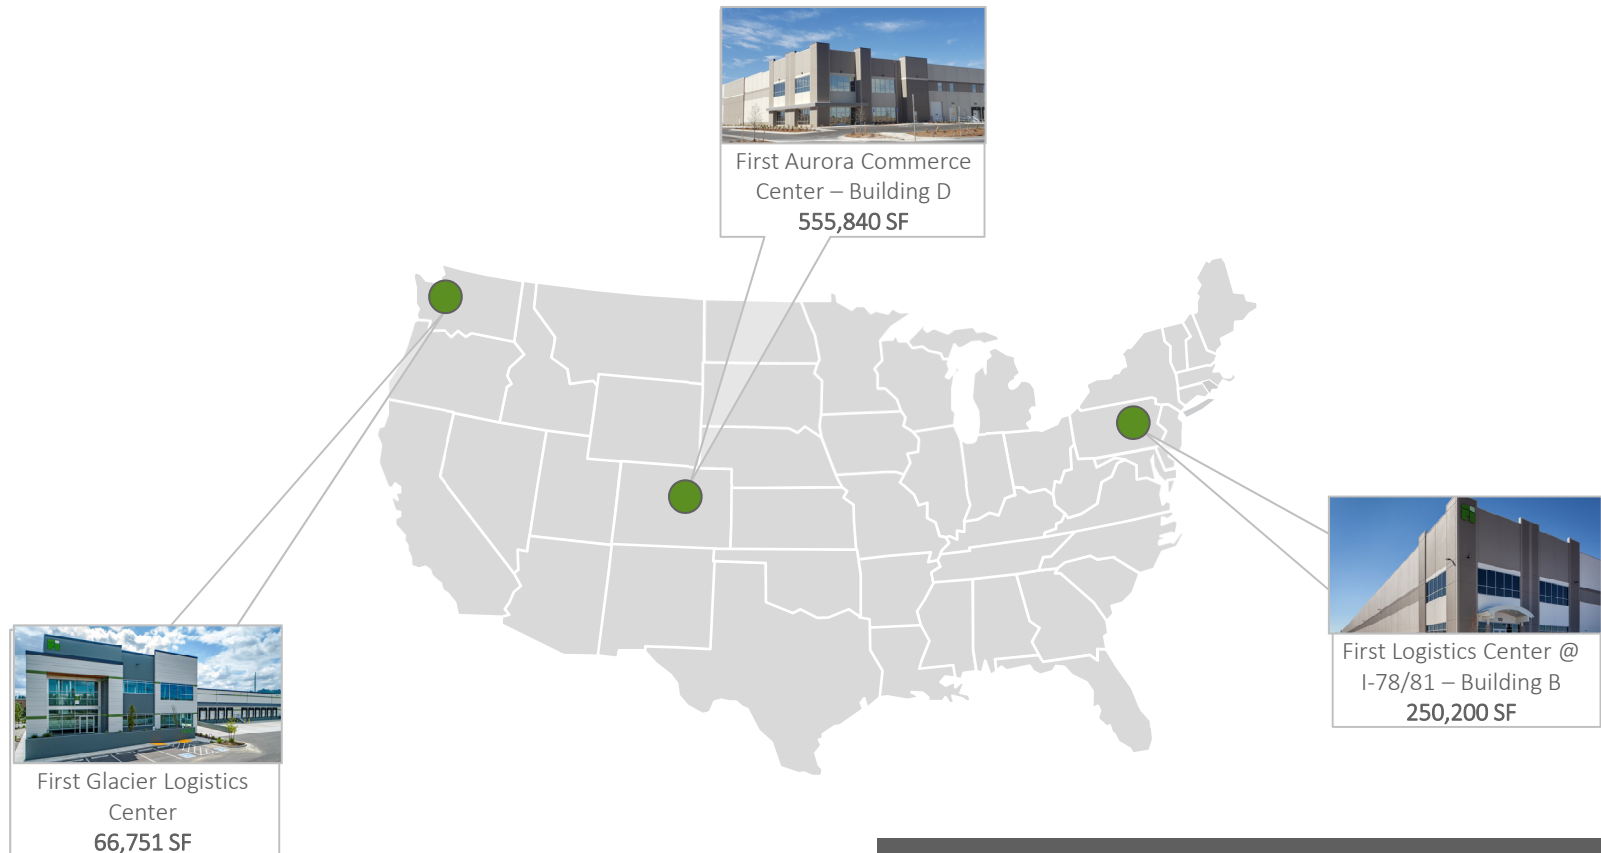 First Aurora Commerce
Center – Building D
555,840 SF
First Logistics Center @
I-78/81 – Building B
250,200 SF
First Glacier Logistics
Center
66,751 SF